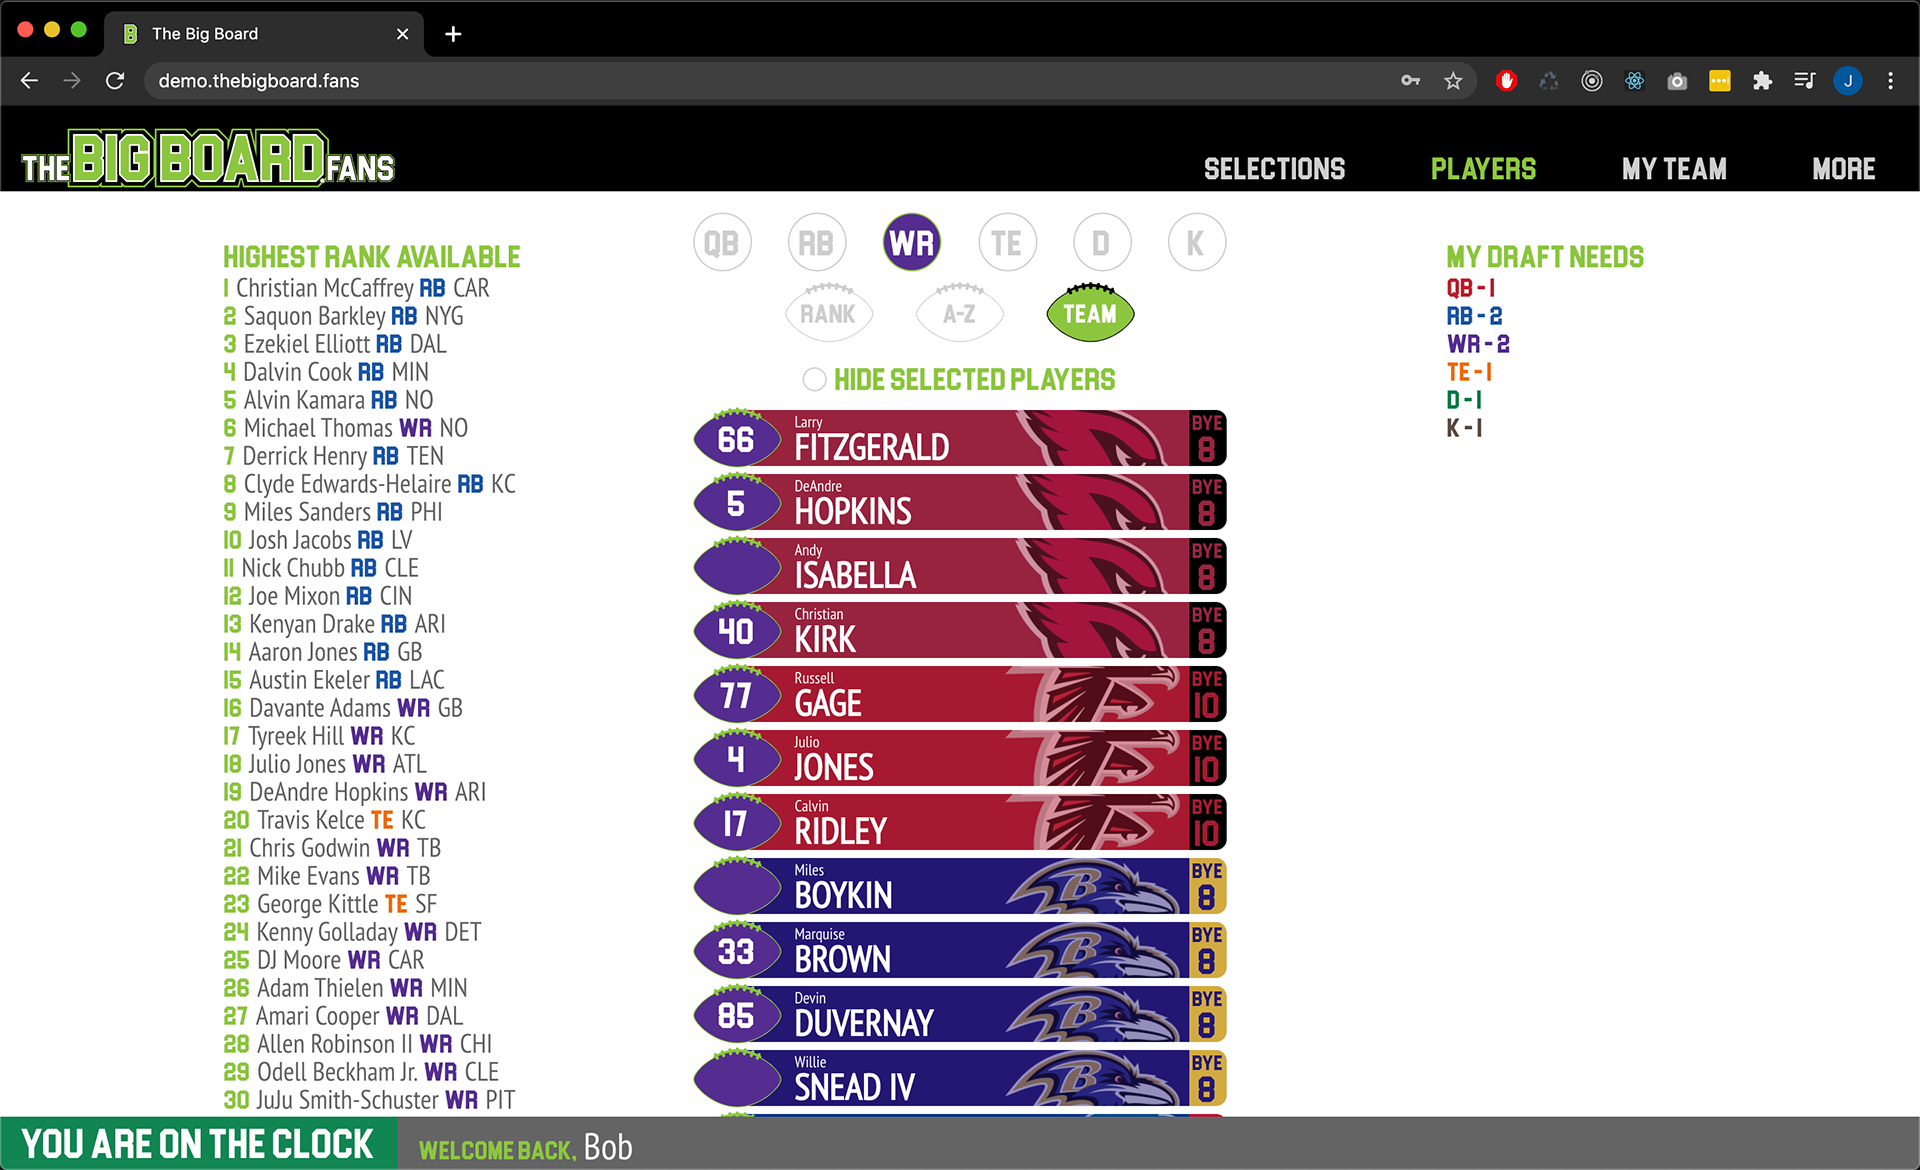 The Big Board
demo.thebigboard.fans
J
THE BIG BOARD.FANS
SELECTIONS
PLAYERS
MY TEAM
MORE
HIGHEST RANK AVAILABLE
1 Christian McCaffrey RB CAR
2 Saquon Barkley RB NYG
3 Ezekiel Elliott RB DAL
4 Dalvin Cook RB MIN
5 Alvin Kamara RB NO
6 Michael Thomas WR NO
7 Derrick Henry RB TEN
8 Clyde Edwards-Helaire RB KC
9 Miles Sanders RB PHI
10 Josh Jacobs RB LV
11 Nick Chubb RB CLE
12 Joe Mixon RB CIN
13 Kenyan Drake RB ARI
14 Aaron Jones RB GB
15 Austin Ekeler RB LAC
16 Davante Adams WR GB
17 Tyreek Hill WR KC
18 Julio Jones WR ATL
19 DeAndre Hopkins WR ARI
20 Travis Kelce TE KC
21 Chris Godwin WR TB
22 Mike Evans WR TB
23 George Kittle TE SF
24 Kenny Golladay WR DET
25 DJ Moore WR CAR
26 Adam Thielen WR MIN
27 Amari Cooper WR DAL
28 Allen Robinson II WR CHI
29 Odell Beckham Jr. WR CLE
30 JuJu Smith-Schuster WR PIT
QB RB WR TE D K
RANK A-Z TEAM
HIDE SELECTED PLAYERS
66 Larry FITZGERALD BYE 8
5 DeAndre HOPKINS BYE 8
Andy ISABELLA BYE 8
40 Christian KIRK BYE 8
77 Russell GAGE BYE 10
4 Julio JONES BYE 10
17 Calvin RIDLEY BYE 10
Miles BOYKIN B BYE 8
33 Marquise BROWN B BYE 8
85 Devin DUVERNAY B BYE 8
Willie SNEAD IV B BYE 8
MY DRAFT NEEDS
QB - 1
RB - 2
WR - 2
TE - 1
D - 1
K - 1
YOU ARE ON THE CLOCK
WELCOME BACK, Bob